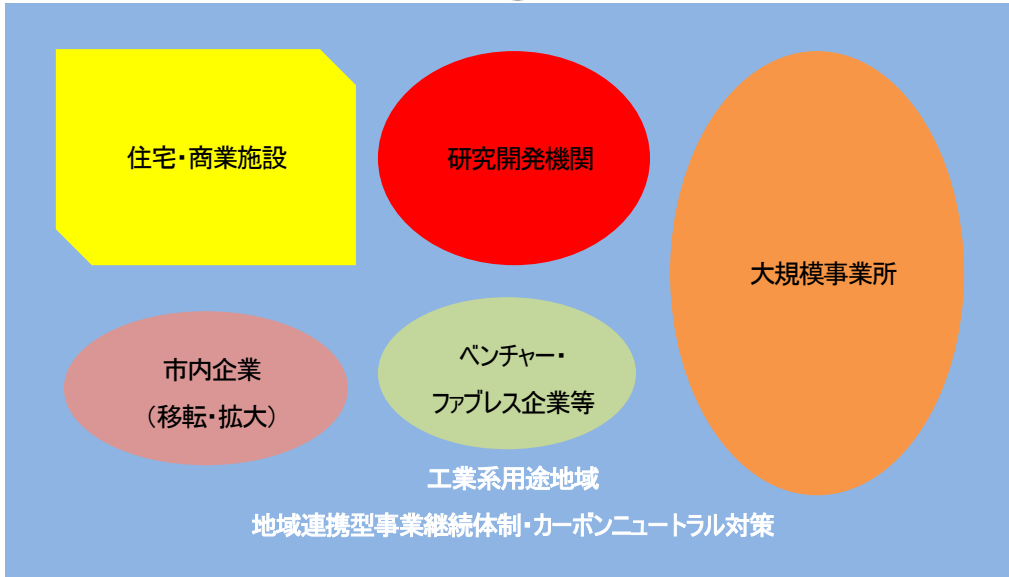 住宅・商業施設
研究開発機関
大規模事業所
市内企業
（移転・拡大）
ベンチャー・
ファブレス企業等
工業系用途地域
地域連携型事業継続体制・カーボンニュートラル対策